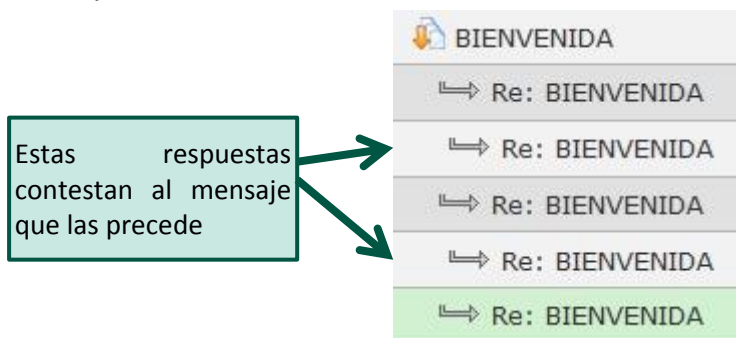 BIENVENIDA
Re: BIENVENIDA
Re: BIENVENIDA
Re: BIENVENIDA
Re: BIENVENIDA
Re: BIENVENIDA
Estas respuestas
contestan al mensaje
que las precede